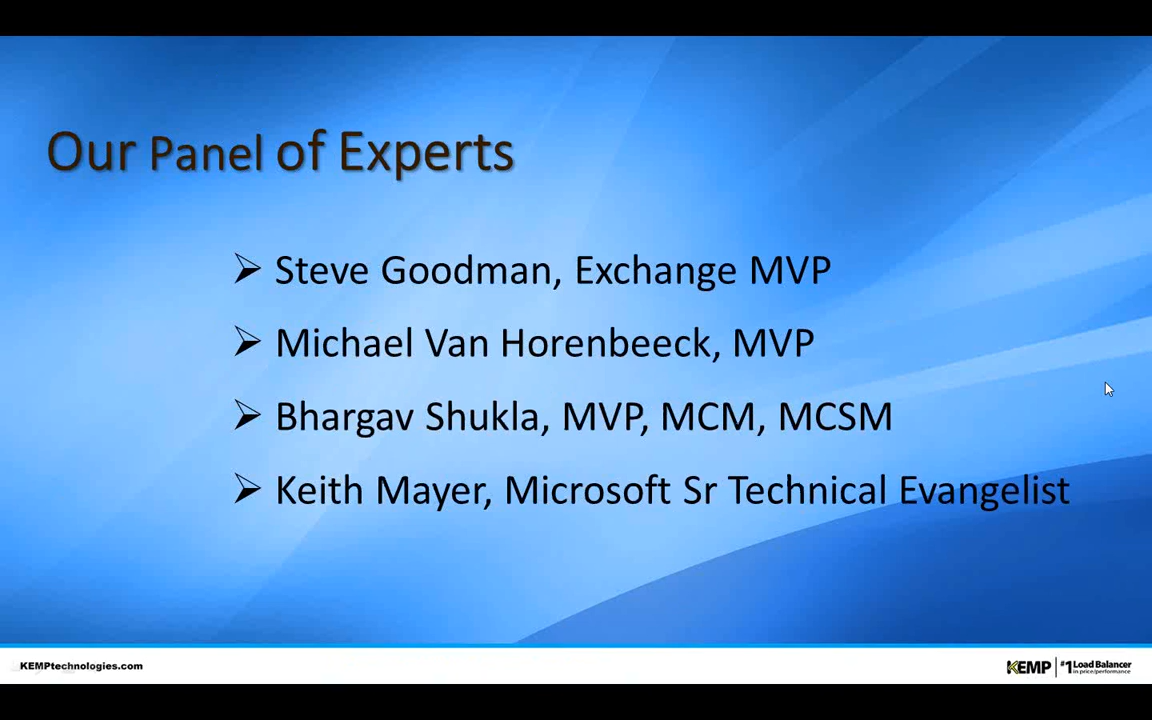 Our Panel of Experts
Steve Goodman, Exchange MVP
Michael Van Horenbeeck, MVP
Bhargav Shukla, MVP, MCM, MCSM
Keith Mayer, Microsoft Sr Technical Evangelist
KEMPtechnologies.com
KEMP #1 Load Balancer
in price/performance